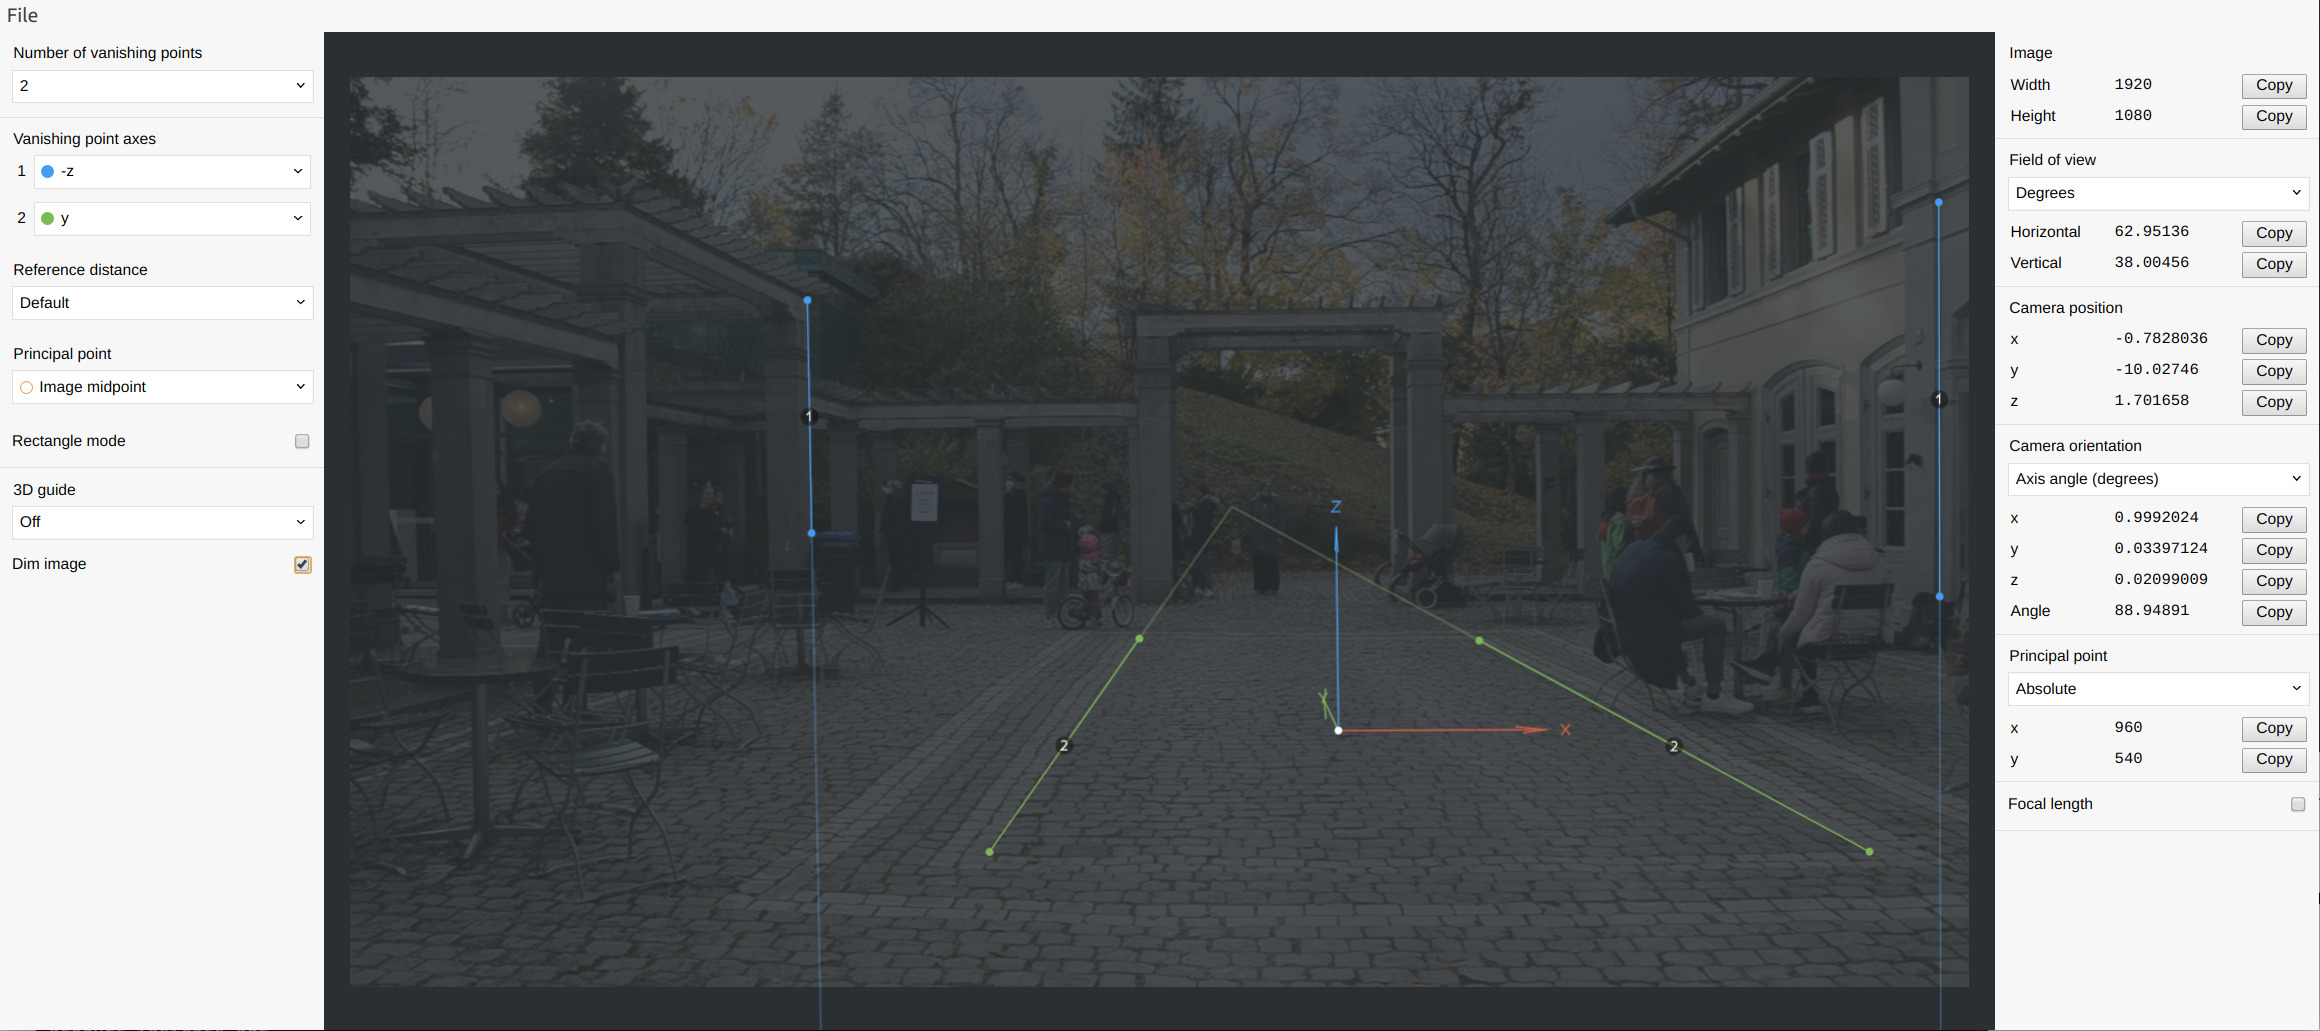 File
Number of vanishing points
2
Vanishing point axes
1 -z
2 y
Reference distance
Default
Principal point
Image midpoint
Rectangle mode
3D guide
Off
Dim image
1
1
2
2
z
y
x
Image
Width 1920 Copy
Height 1080 Copy
Field of view
Degrees
Horizontal 62.95136 Copy
Vertical 38.00456 Copy
Camera position
x -0.7828036 Copy
y -10.02746 Copy
z 1.701658 Copy
Camera orientation
Axis angle (degrees)
x 0.9992024 Copy
y 0.03397124 Copy
z 0.02099009 Copy
Angle 88.94891 Copy
Principal point
Absolute
x 960 Copy
y 540 Copy
Focal length